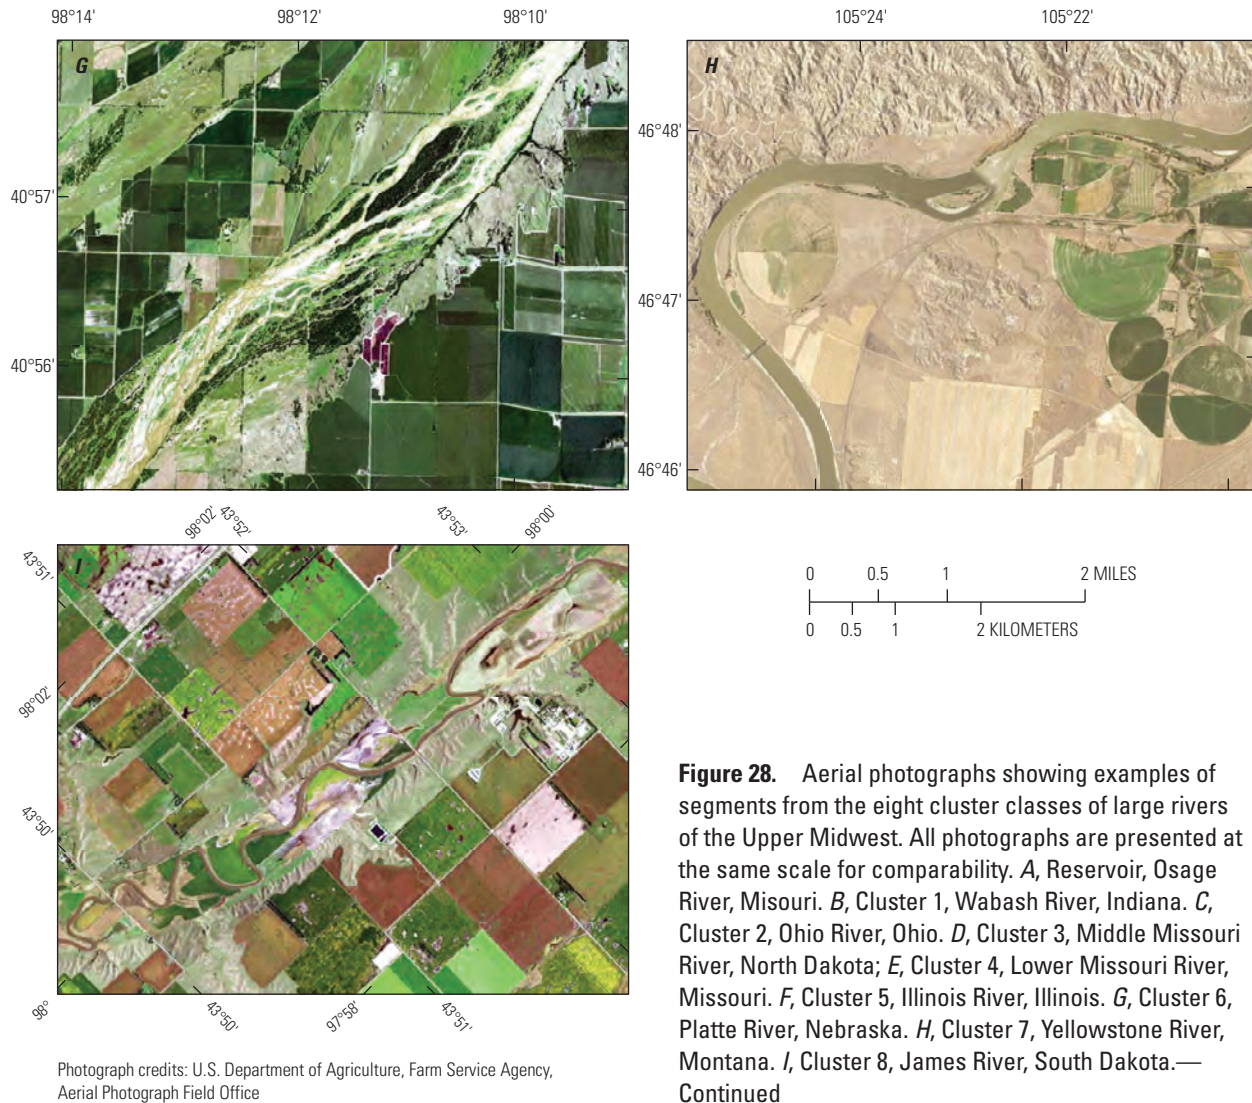 98°14' 98°12' 98°10' 105°24' 105°22'
G H
46°48'
40°57'
46°47'
40°56'
46°46'
98°02' 43°52' 43°53' 98°00'
43°51' I
0 0.5 1 2 MILES
0 0.5 1 2 KILOMETERS
98°02'
43°50'
98° 43°50' 97°58' 43°51'
Figure 28. Aerial photographs showing examples of
segments from the eight cluster classes of large rivers
of the Upper Midwest. All photographs are presented at
the same scale for comparability. A, Reservoir, Osage
River, Misouri. B, Cluster 1, Wabash River, Indiana. C,
Cluster 2, Ohio River, Ohio. D, Cluster 3, Middle Missouri
River, North Dakota; E, Cluster 4, Lower Missouri River,
Missouri. F, Cluster 5, Illinois River, Illinois. G, Cluster 6,
Platte River, Nebraska. H, Cluster 7, Yellowstone River,
Montana. I, Cluster 8, James River, South Dakota.—
Continued
Photograph credits: U.S. Department of Agriculture, Farm Service Agency,
Aerial Photograph Field Office